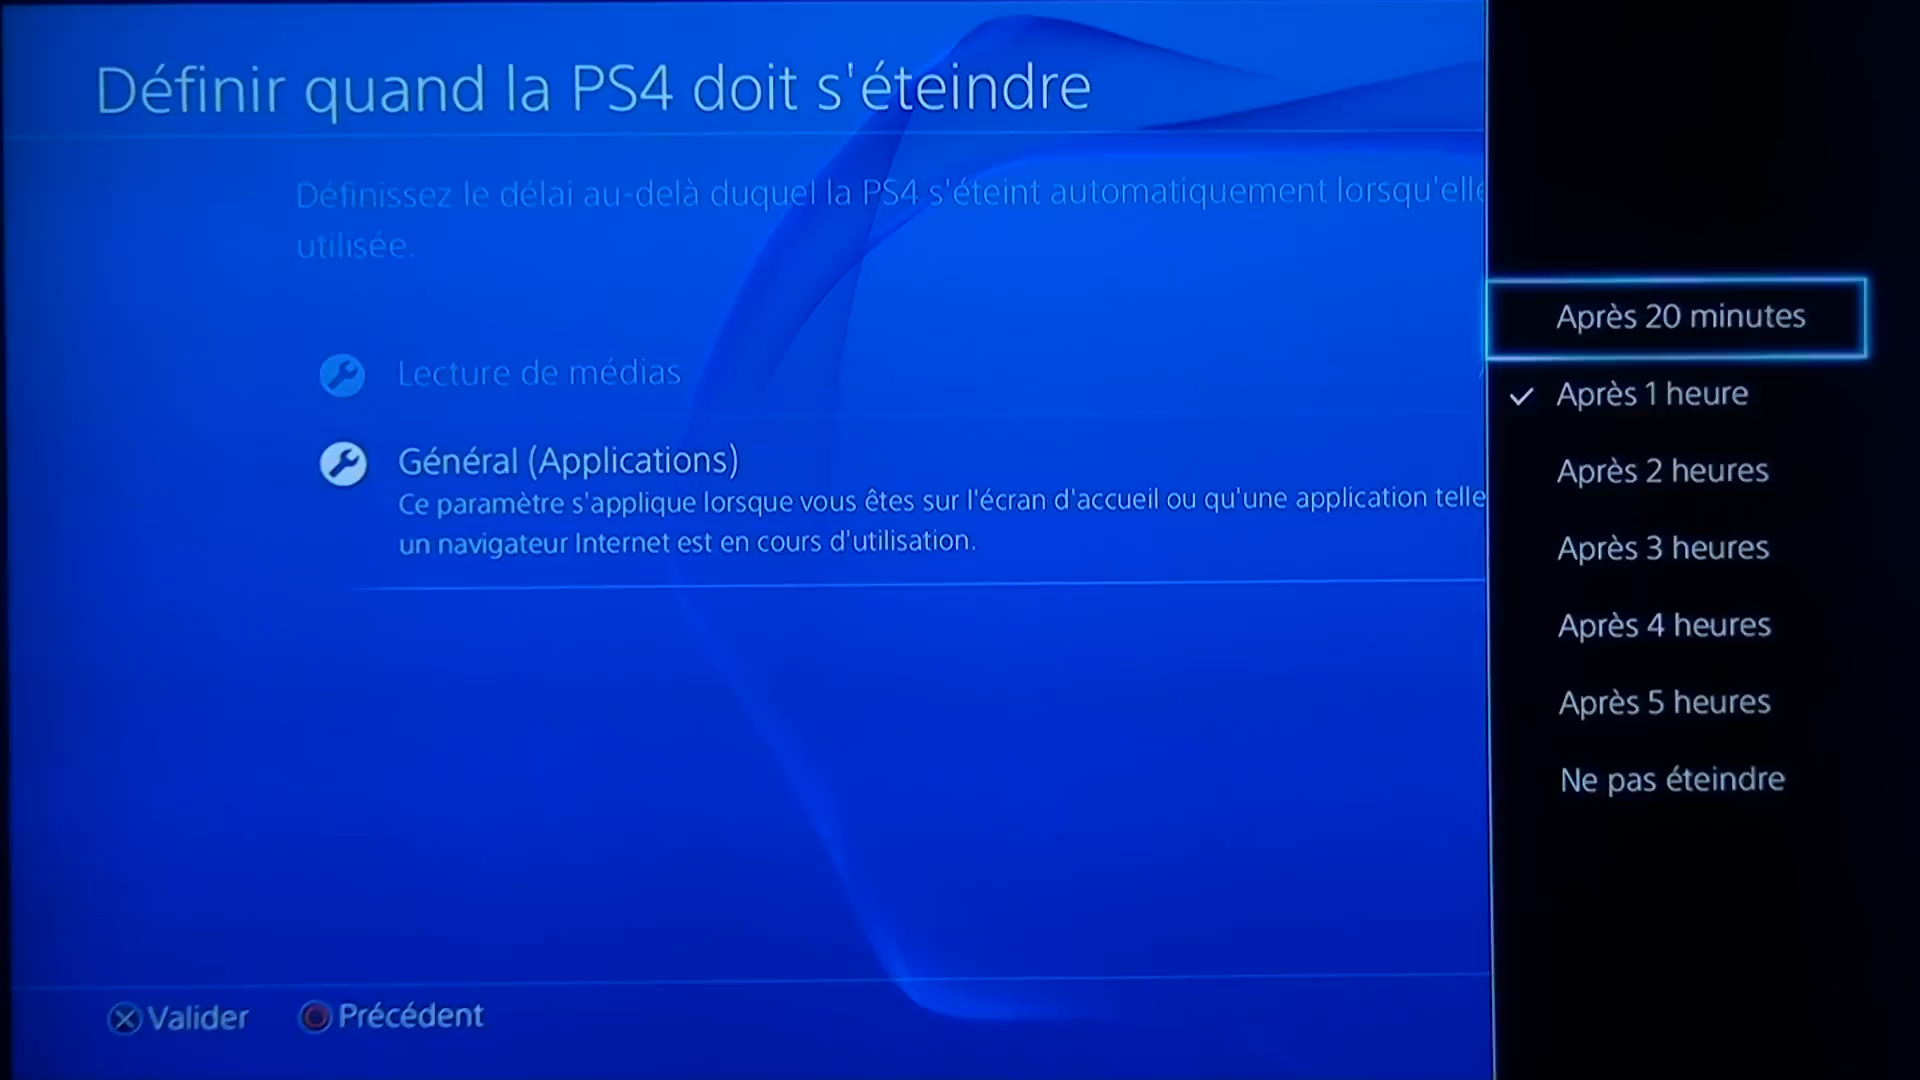 Définir quand la PS4 doit s'éteindre
Définissez le délai au-delà duquel la PS4 s'éteint automatiquement lorsqu'elle
utilisée.
Lecture de médias
Général (Applications)
Ce paramètre s'applique lorsque vous êtes sur l'écran d'accueil ou qu'une application telle
un navigateur Internet est en cours d'utilisation.
Après 20 minutes
Après 1 heure
Après 2 heures
Après 3 heures
Après 4 heures
Après 5 heures
Ne pas éteindre
Valider
Précédent